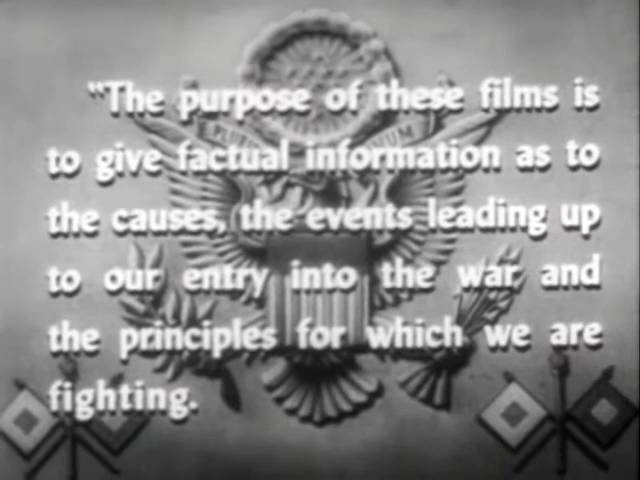 "The purpose of these films is
to give factual information as to
the causes, the events leading up
to our entry into the war and
the principles for which we are
fighting.